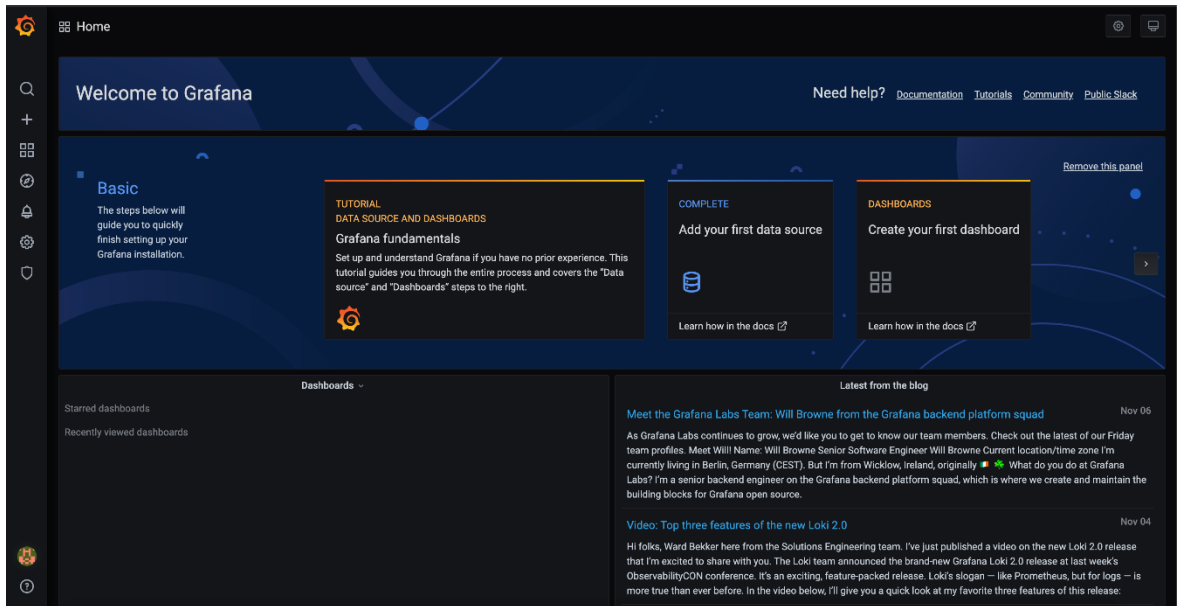 Home
Welcome to Grafana
Need help? Documentation Tutorials Community Public Slack
Remove this panel
Basic
The steps below will
guide you to quickly
finish setting up your
Grafana installation.
TUTORIAL
DATA SOURCE AND DASHBOARDS
Grafana fundamentals
Set up and understand Grafana if you have no prior experience. This
tutorial guides you through the entire process and covers the "Data
source" and "Dashboards" steps to the right.
COMPLETE
Add your first data source
Learn how in the docs
DASHBOARDS
Create your first dashboard
Learn how in the docs
Dashboards
Starred dashboards
Recently viewed dashboards
Latest from the blog
Meet the Grafana Labs Team: Will Browne from the Grafana backend platform squad
Nov 06
As Grafana Labs continues to grow, we'd like you to get to know our team members. Check out the latest of our Friday
team profiles. Meet Will! Name: Will Browne Senior Software Engineer Will Browne Current location/time zone I'm
currently living in Berlin, Germany (CEST). But I'm from Wicklow, Ireland, originally 🇮🇪 ☘️ What do you do at Grafana
Labs? I'm a senior backend engineer on the Grafana backend platform squad, which is where we create and maintain the
building blocks for Grafana open source.
Video: Top three features of the new Loki 2.0
Nov 04
Hi folks, Ward Bekker here from the Solutions Engineering team. I've just published a video on the new Loki 2.0 release
that I'm excited to share with you. The Loki team announced the brand-new Grafana Loki 2.0 release at last week's
ObservabilityCON conference. It's an exciting, feature-packed release. Loki's slogan — like Prometheus, but for logs — is
more true than ever before. In the video below, I'll give you a quick look at my favorite three features of this release: